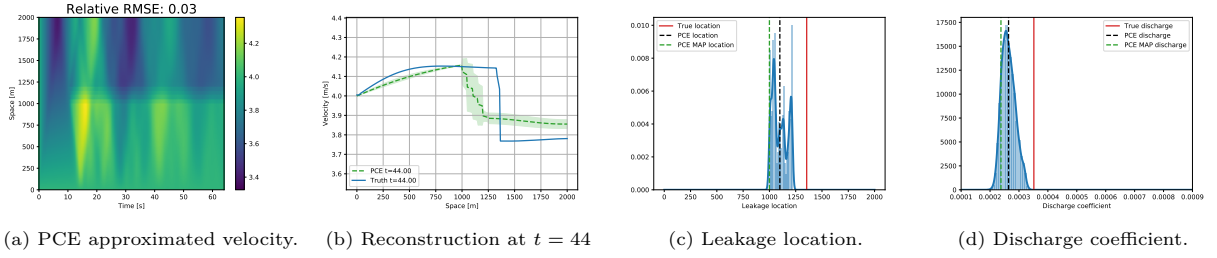 Relative RMSE: 0.03
2000
1750
1500
1250
1000
750
500
250
0
Space [m]
0 10 20 30 40 50 60
Time [s]
4.2
4.0
3.8
3.6
3.4
(a) PCE approximated velocity.
4.4
4.3
4.2
4.1
4.0
3.9
3.8
3.7
3.6
Velocity [m/s]
PCE t=44.00
Truth t=44.00
0 250 500 750 1000 1250 1500 1750 2000
Space [m]
(b) Reconstruction at t = 44
0.010
0.008
0.006
0.004
0.002
0.000
True location
PCE location
PCE MAP location
0 250 500 750 1000 1250 1500 1750 2000
Leakage location
(c) Leakage location.
17500
15000
12500
10000
7500
5000
2500
0
True discharge
PCE discharge
PCE MAP discharge
0.0001 0.0002 0.0003 0.0004 0.0005 0.0006 0.0007 0.0008 0.0009
Discharge coefficient
(d) Discharge coefficient.